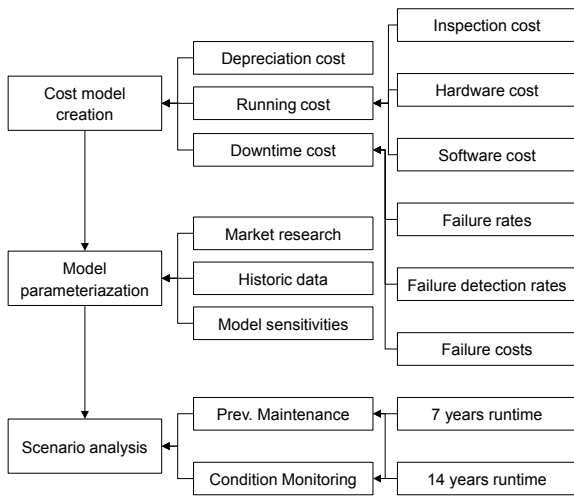 Inspection cost
Depreciation cost
Cost model
creation
Running cost
Hardware cost
Downtime cost
Software cost
Failure rates
Market research
Model
parameteriazation
Historic data
Failure detection rates
Model sensitivities
Failure costs
Prev. Maintenance
7 years runtime
Scenario analysis
Condition Monitoring
14 years runtime